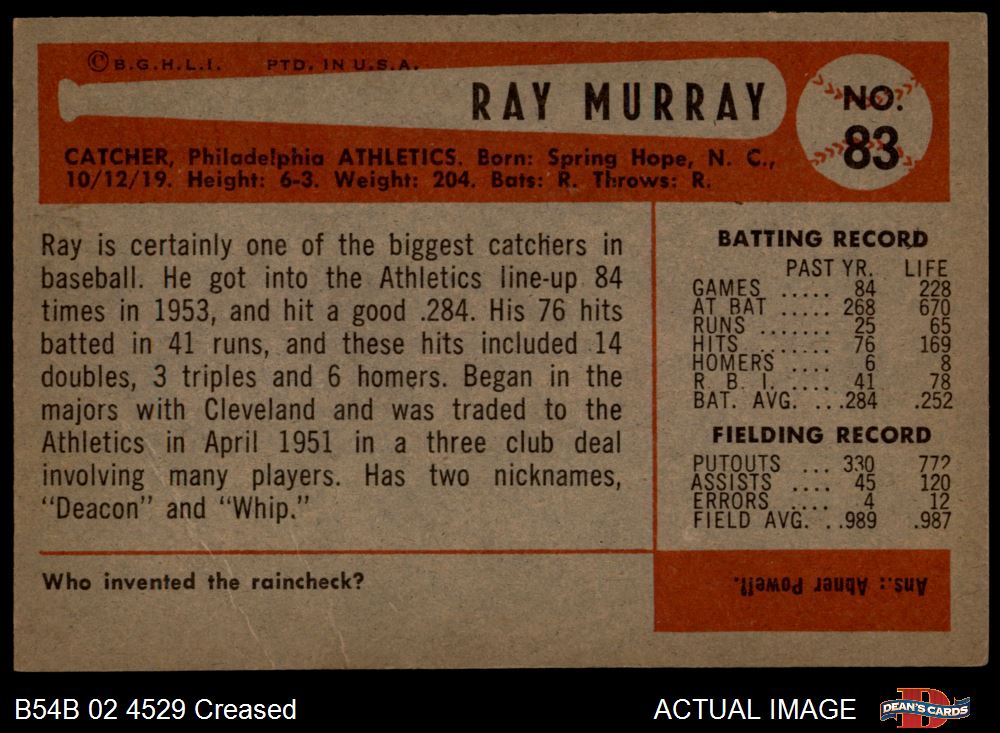 ©B.G.H.L.I. PTD. IN U.S.A.
RAY MURRAY
NO. 83
CATCHER, Philadelphia ATHLETICS. Born: Spring Hope, N. C.,
10/12/19. Height: 6-3. Weight: 204. Bats: R. Throws: R.
Ray is certainly one of the biggest catchers in
baseball. He got into the Athletics line-up 84
times in 1953, and hit a good .284. His 76 hits
batted in 41 runs, and these hits included 14
doubles, 3 triples and 6 homers. Began in the
majors with Cleveland and was traded to the
Athletics in April 1951 in a three club deal
involving many players. Has two nicknames,
"Deacon" and "Whip."
BATTING RECORD
PAST YR. LIFE
GAMES ..... 84 228
AT BAT ..... 268 670
RUNS ....... 25 65
HITS ....... 76 169
HOMERS .... 6 8
R. B. I. .... 41 78
BAT. AVG. ...284 .252
FIELDING RECORD
PUTOUTS ... 330 772
ASSISTS .... 45 120
ERRORS .... 4 12
FIELD AVG. ..989 .987
Who invented the raincheck?
Ans.: Abner Powell.
B54B 02 4529 Creased
ACTUAL IMAGE
D
DEAN'S CARDS